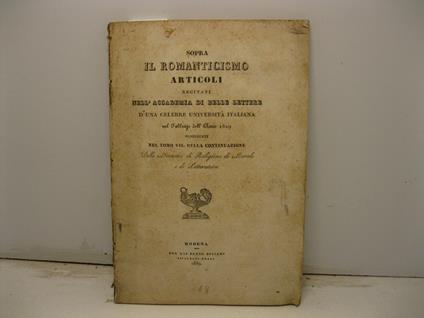 SOPRA
IL ROMANTICISMO
ARTICOLI
RECITATI
NELL' ACCADEMIA DI BELLE LETTERE
D'UNA CELEBRE UNIVERSITÀ ITALIANA
nel Febbrajo dell' Anno 1829
NEL TOMO VII. DELLA CONTINUAZIONE
Delle Memorie di Religione di Morale
e di Letteratura
MODENA
PER GLI EREDI SOLIANI
TIPOGRAFI REALI